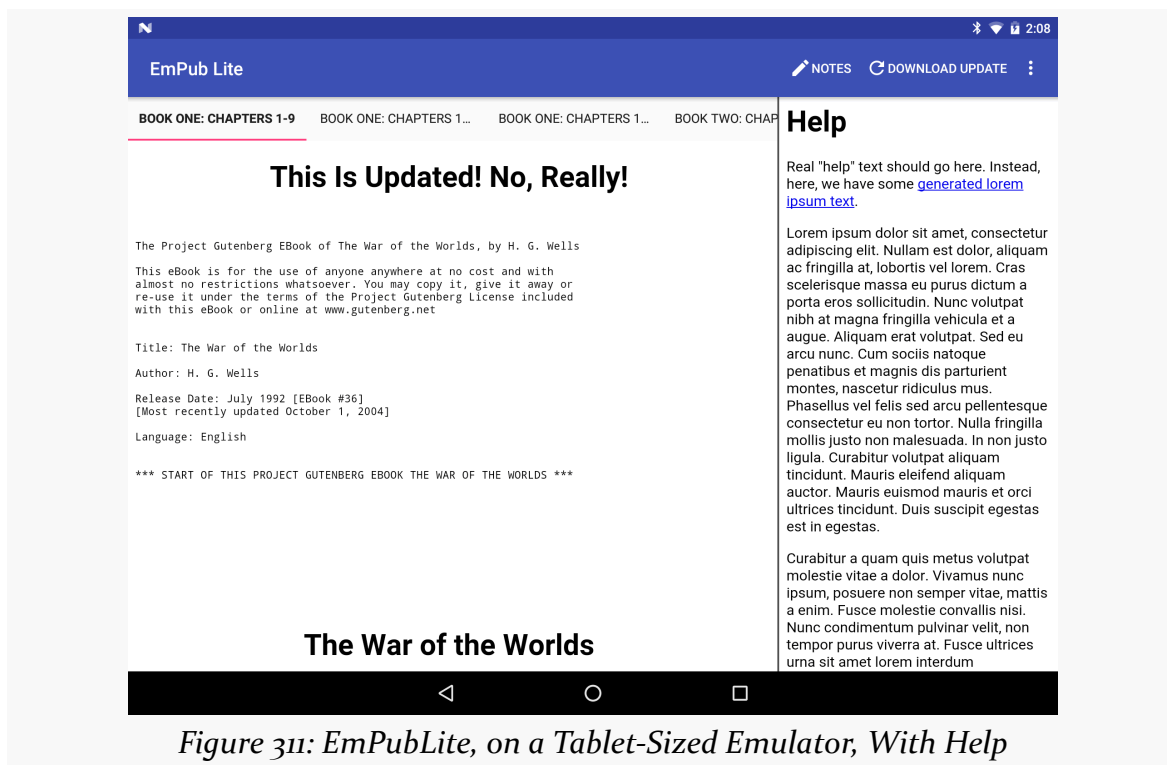 2:08
EmPub Lite
NOTES
DOWNLOAD UPDATE
BOOK ONE: CHAPTERS 1-9
BOOK ONE: CHAPTERS 1…
BOOK ONE: CHAPTERS 1…
BOOK TWO: CHAP
This Is Updated! No, Really!
The Project Gutenberg EBook of The War of the Worlds, by H. G. Wells
This eBook is for the use of anyone anywhere at no cost and with
almost no restrictions whatsoever. You may copy it, give it away or
re-use it under the terms of the Project Gutenberg License included
with this eBook or online at www.gutenberg.net
Title: The War of the Worlds
Author: H. G. Wells
Release Date: July 1992 [EBook #36]
[Most recently updated October 1, 2004]
Language: English
*** START OF THIS PROJECT GUTENBERG EBOOK THE WAR OF THE WORLDS ***
The War of the Worlds
Help
Real "help" text should go here. Instead,
here, we have some generated lorem
ipsum text.
Lorem ipsum dolor sit amet, consectetur
adipiscing elit. Nullam est dolor, aliquam
ac fringilla at, lobortis vel lorem. Cras
scelerisque massa eu purus dictum a
porta eros sollicitudin. Nunc volutpat
nibh at magna fringilla vehicula et a
augue. Aliquam erat volutpat. Sed eu
arcu nunc. Cum sociis natoque
penatibus et magnis dis parturient
montes, nascetur ridiculus mus.
Phasellus vel felis sed arcu pellentesque
consectetur eu non tortor. Nulla fringilla
mollis justo non malesuada. In non justo
ligula. Curabitur volutpat aliquam
tincidunt. Mauris eleifend aliquam
auctor. Mauris euismod mauris et orci
ultrices tincidunt. Duis suscipit egestas
est in egestas.
Curabitur a quam quis metus volutpat
molestie vitae a dolor. Vivamus nunc
ipsum, posuere non semper vitae, mattis
a enim. Fusce molestie convallis nisi.
Nunc condimentum pulvinar velit, non
tempor purus viverra at. Fusce ultrices
urna sit amet lorem interdum
Figure 311: EmPubLite, on a Tablet-Sized Emulator, With Help